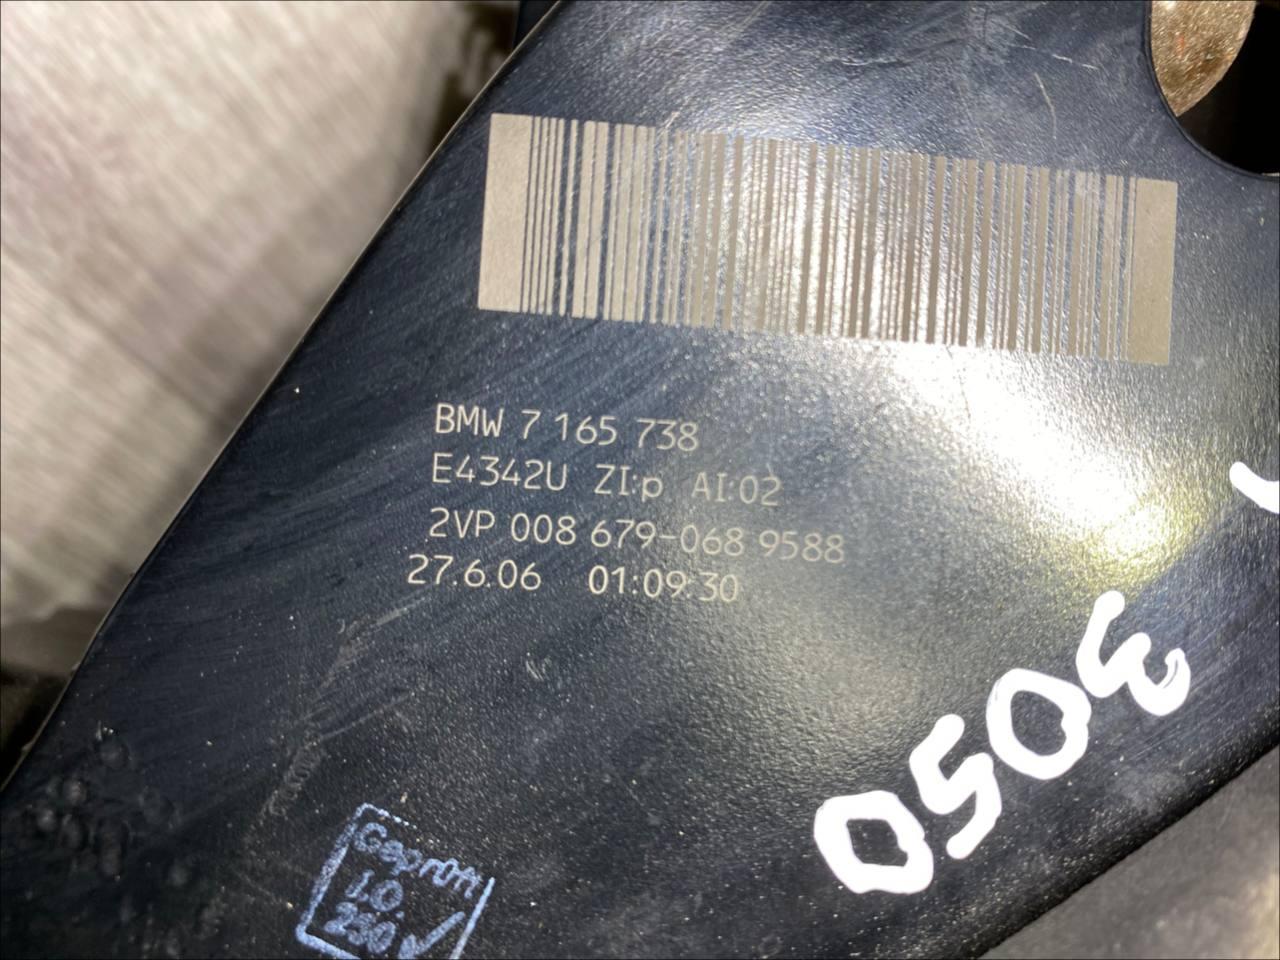 BMW 7 165 738
E4342U ZI:p AI:02
2VP 008 679-068 9588
27.6.06 01:09:30
0503
Geprüft
I.O.
250 ✓